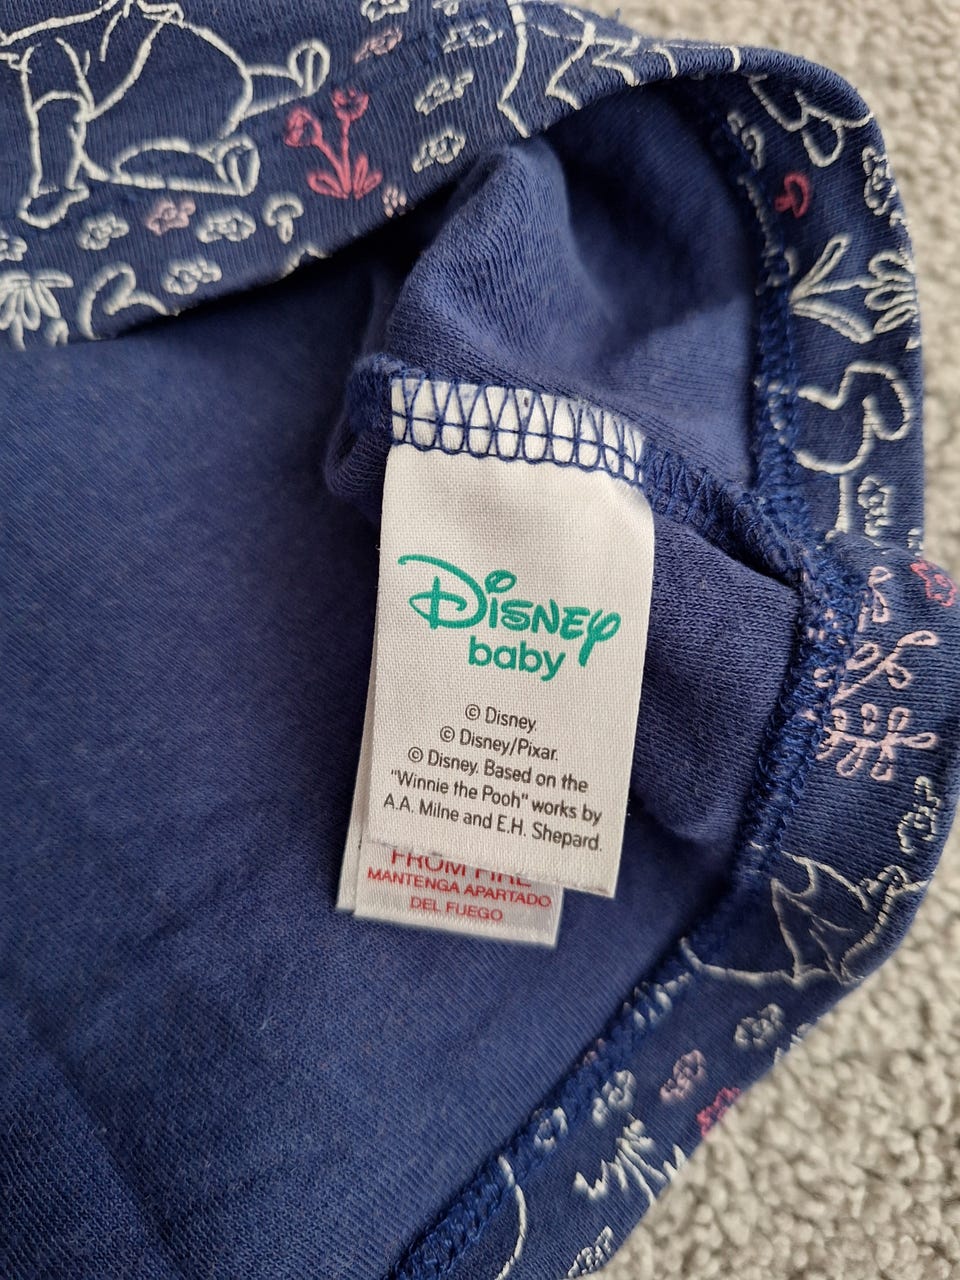 Disney
baby
© Disney.
© Disney/Pixar.
© Disney. Based on the
"Winnie the Pooh" works by
A.A. Milne and E.H. Shepard.
FROM FIRE
MANTENGA APARTADO
DEL FUEGO